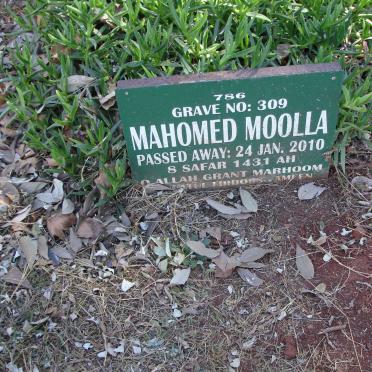 786
GRAVE NO: 309
MAHOMED MOOLLA
PASSED AWAY: 24 JAN. 2010
8 SAFAR 1431 AH
ALLAH GRANT MARHOOM